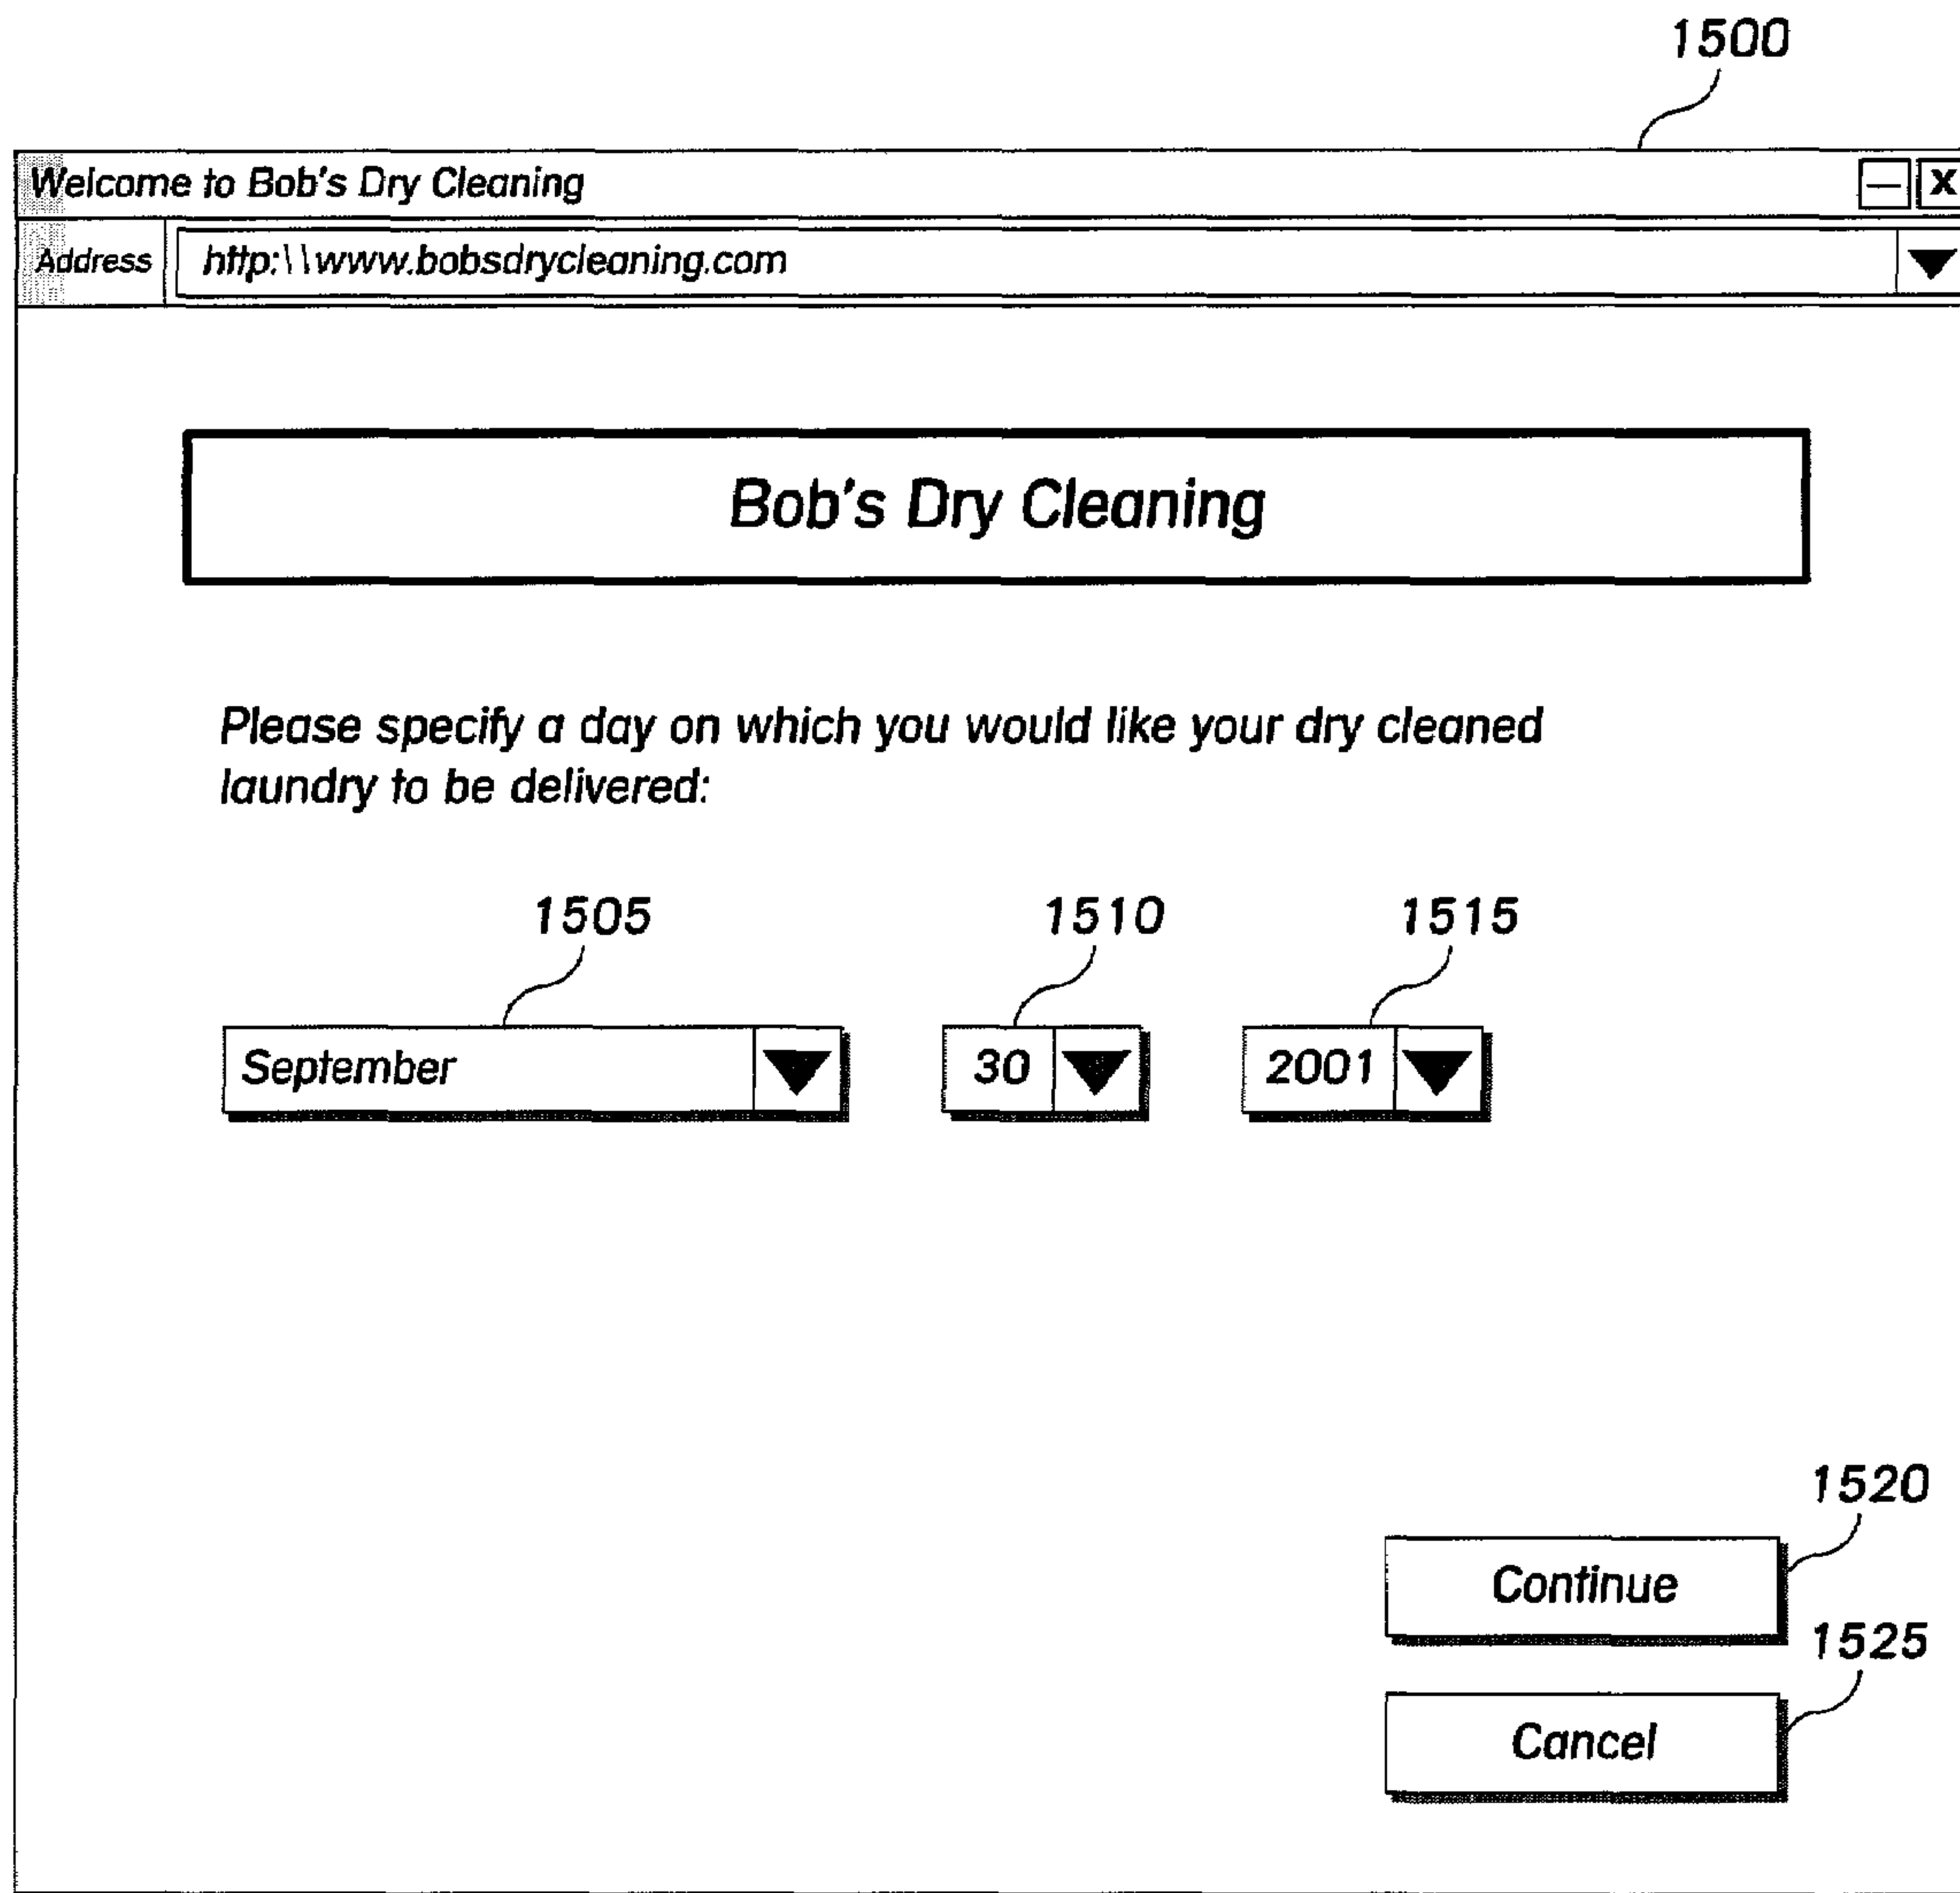 1500
Welcome to Bob's Dry Cleaning
X
Address http:\\www.bobsdrycleaning.com
Bob's Dry Cleaning
Please specify a day on which you would like your dry cleaned
laundry to be delivered:
1505 1510 1515
September 30 2001
1520
Continue
1525
Cancel